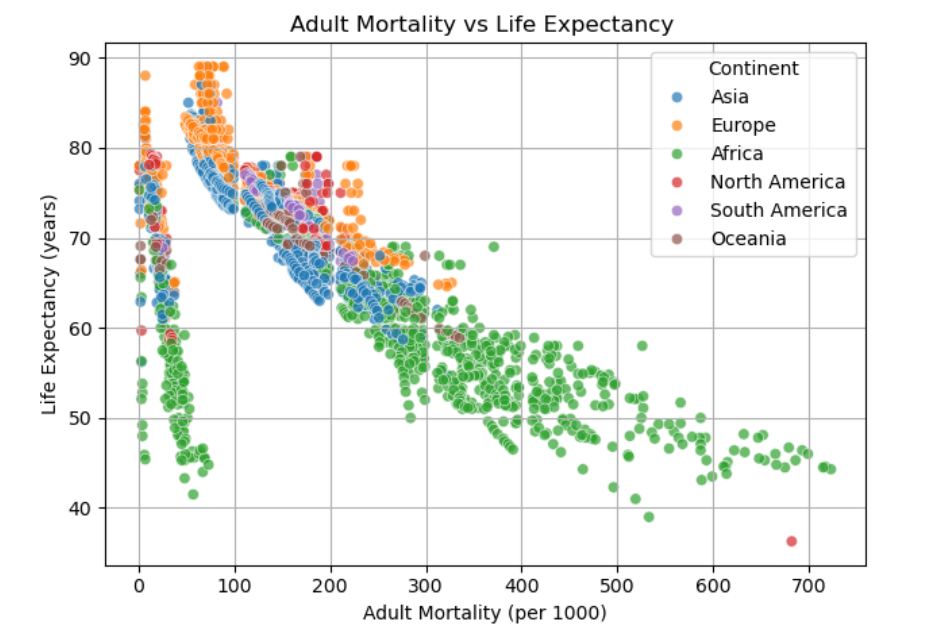 Adult Mortality vs Life Expectancy
Continent
Asia
Europe
Africa
North America
South America
Oceania
Life Expectancy (years)
90
80
70
60
50
40
0 100 200 300 400 500 600 700
Adult Mortality (per 1000)